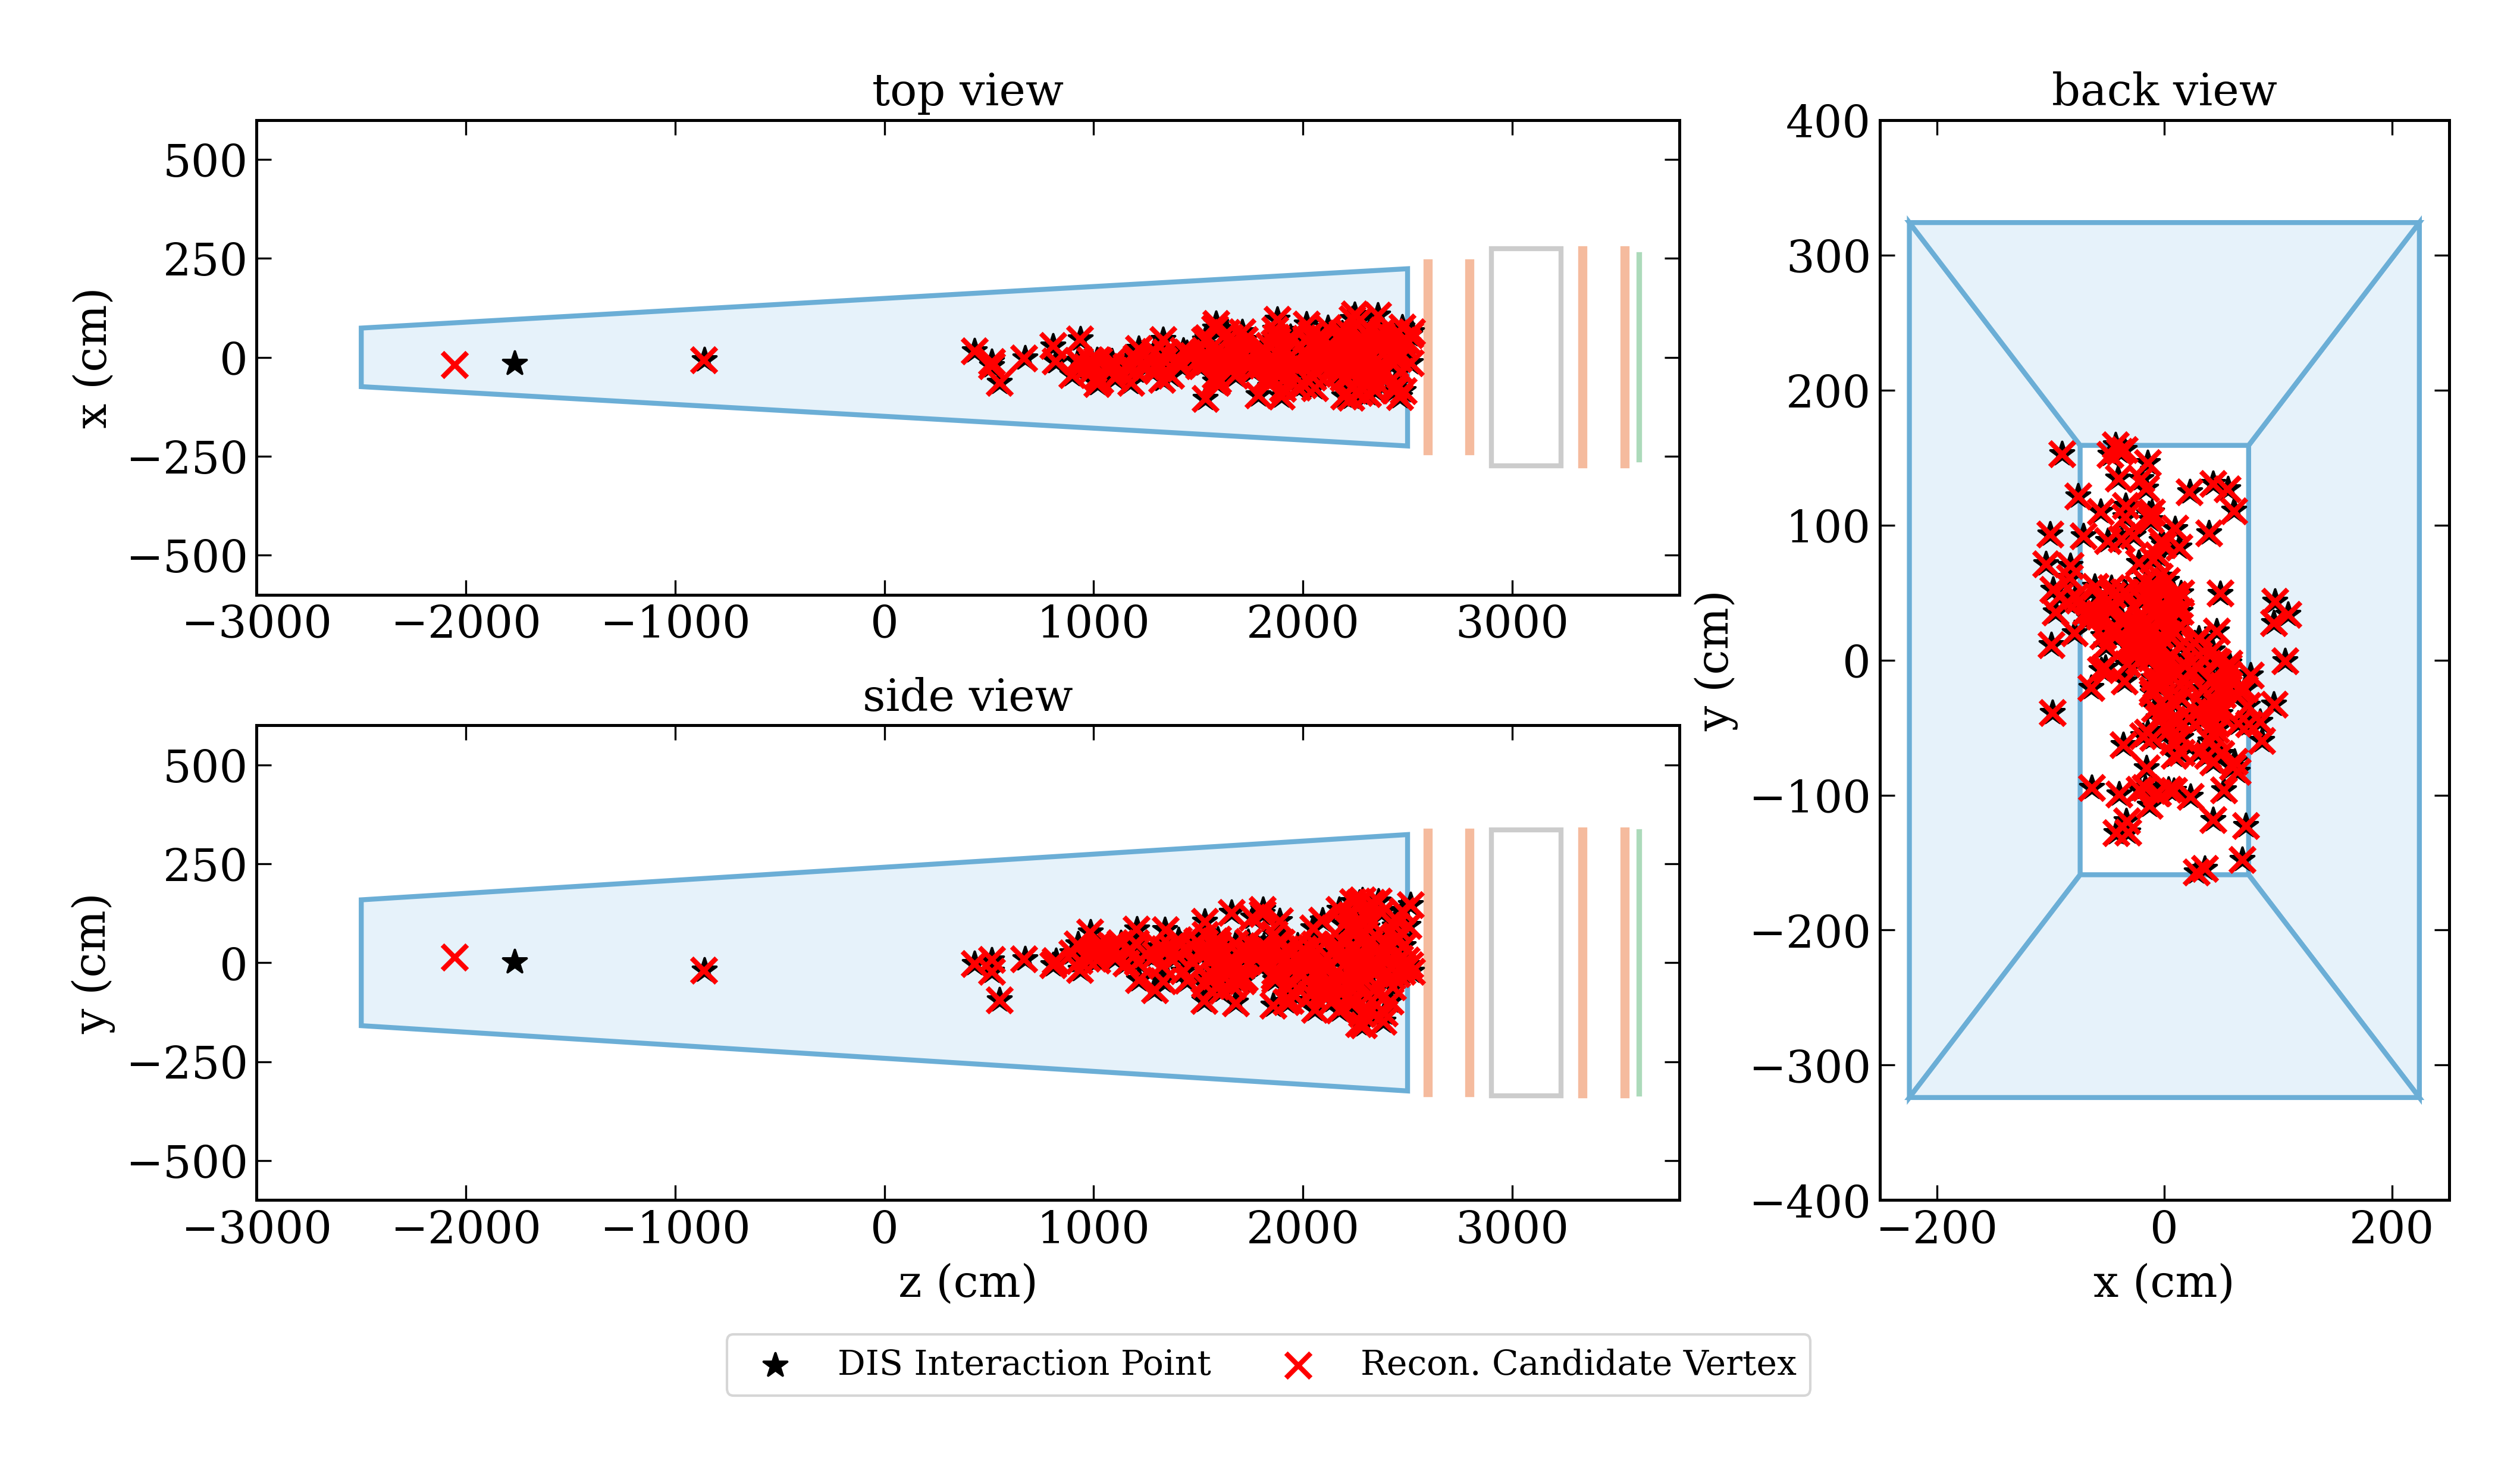 top view
500
250
0
−250
−500
x (cm)
−3000 −2000 −1000 0 1000 2000 3000
side view
500
250
0
−250
−500
y (cm)
−3000 −2000 −1000 0 1000 2000 3000
z (cm)
back view
400
300
200
100
0
−100
−200
−300
−400
y (cm)
−200 0 200
x (cm)
DIS Interaction Point Recon. Candidate Vertex